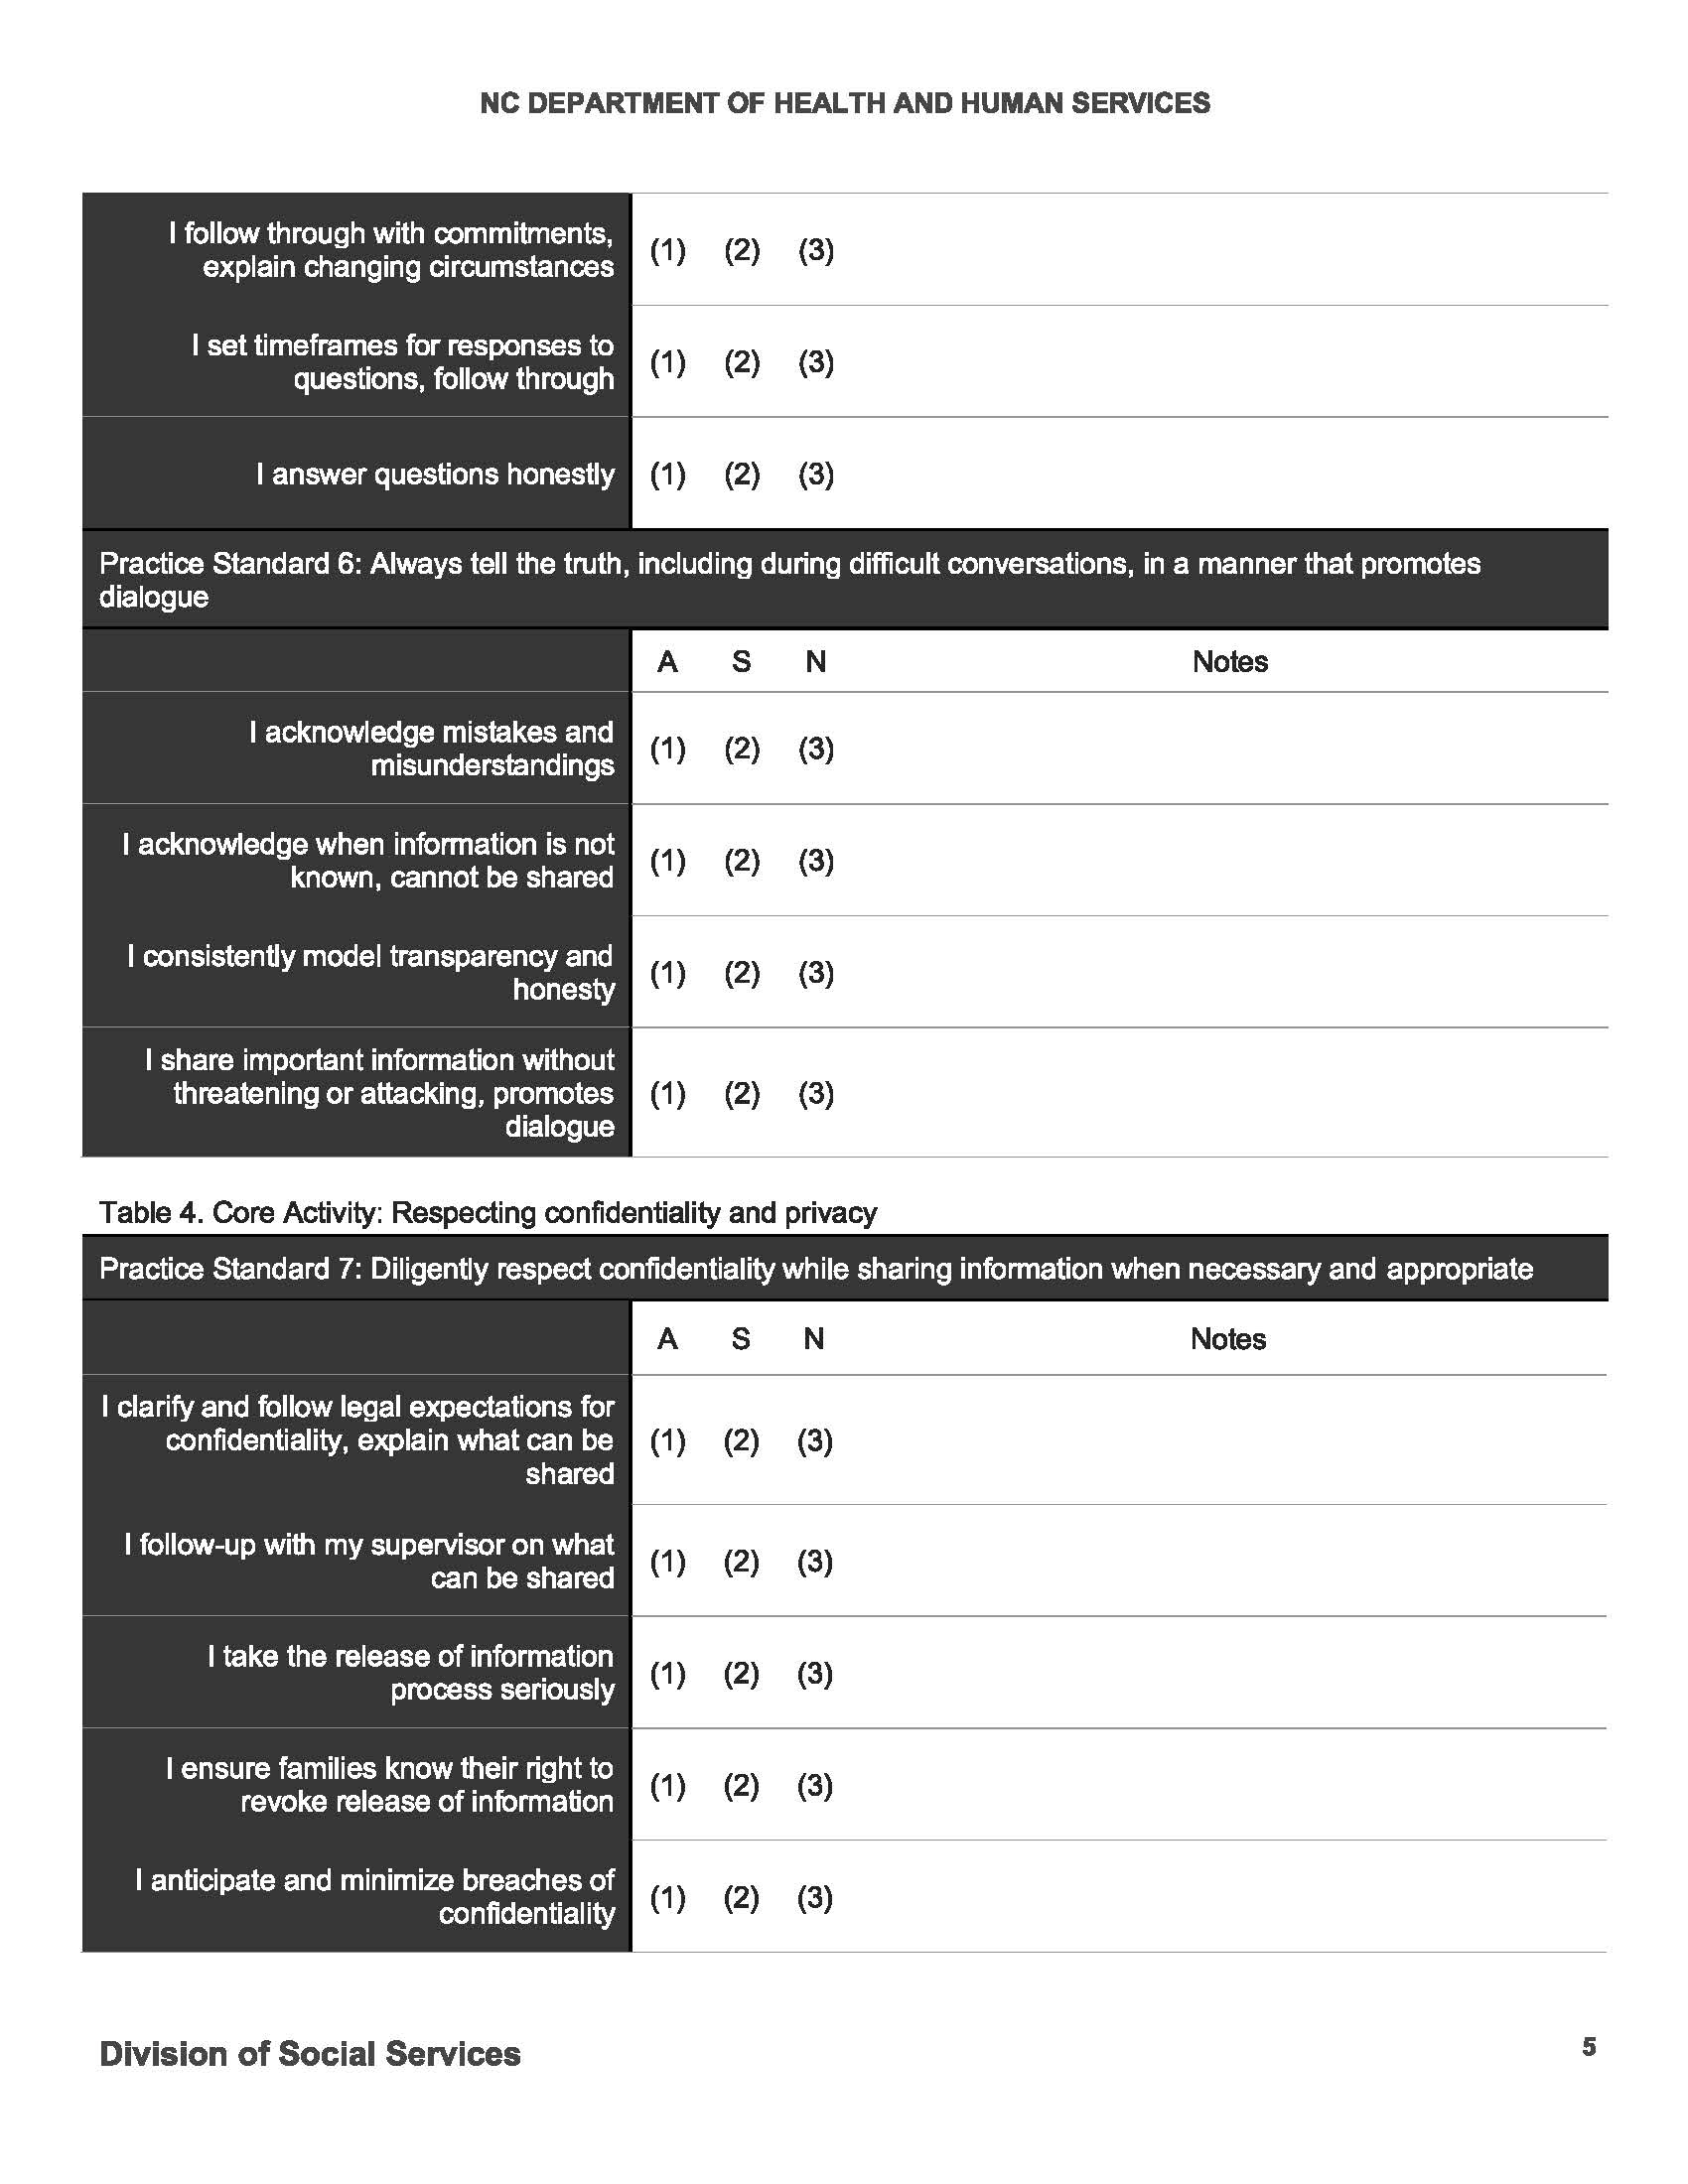 NC DEPARTMENT OF HEALTH AND HUMAN SERVICES
I follow through with commitments,
explain changing circumstances
(1) (2) (3)
I set timeframes for responses to
questions, follow through
(1) (2) (3)
I answer questions honestly
(1) (2) (3)
Practice Standard 6: Always tell the truth, including during difficult conversations, in a manner that promotes
dialogue
A S N Notes
I acknowledge mistakes and
misunderstandings
(1) (2) (3)
I acknowledge when information is not
known, cannot be shared
(1) (2) (3)
I consistently model transparency and
honesty
(1) (2) (3)
I share important information without
threatening or attacking, promotes
dialogue
(1) (2) (3)
Table 4. Core Activity: Respecting confidentiality and privacy
Practice Standard 7: Diligently respect confidentiality while sharing information when necessary and appropriate
A S N Notes
I clarify and follow legal expectations for
confidentiality, explain what can be
shared
(1) (2) (3)
I follow-up with my supervisor on what
can be shared
(1) (2) (3)
I take the release of information
process seriously
(1) (2) (3)
I ensure families know their right to
revoke release of information
(1) (2) (3)
I anticipate and minimize breaches of
confidentiality
(1) (2) (3)
Division of Social Services
5